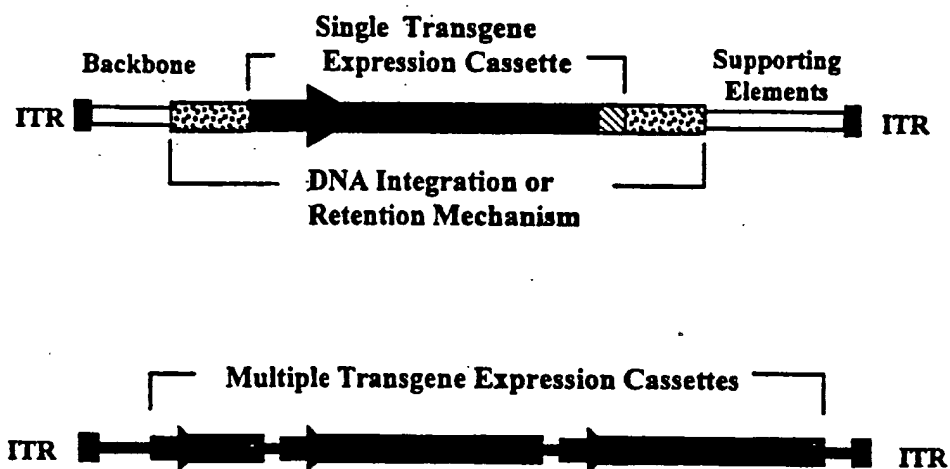 Single Transgene
Expression Cassette
Backbone
Supporting
Elements
ITR
ITR
DNA Integration or
Retention Mechanism
Multiple Transgene Expression Cassettes
ITR
ITR